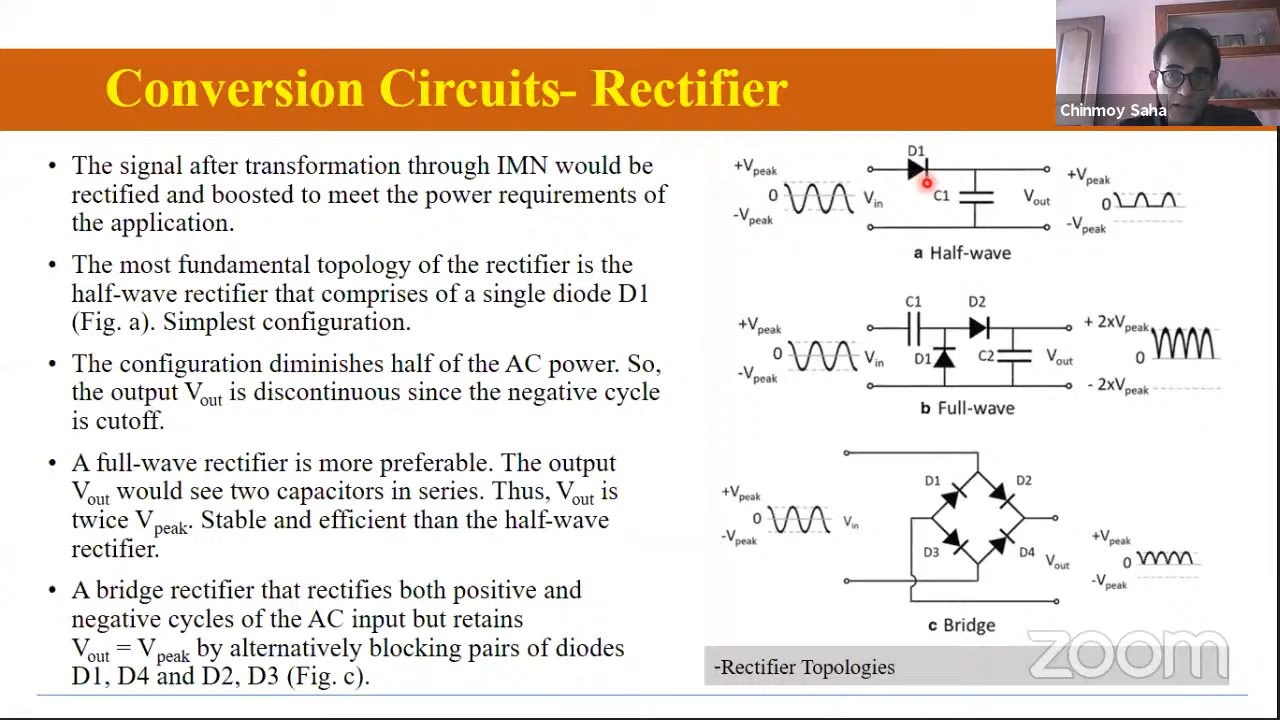 Conversion Circuits- Rectifier
Chinmoy Saha
• The signal after transformation through IMN would be
rectified and boosted to meet the power requirements of
the application.
• The most fundamental topology of the rectifier is the
half-wave rectifier that comprises of a single diode D1
(Fig. a). Simplest configuration.
• The configuration diminishes half of the AC power. So,
the output Vout is discontinuous since the negative cycle
is cutoff.
• A full-wave rectifier is more preferable. The output
Vout would see two capacitors in series. Thus, Vout is
twice Vpeak. Stable and efficient than the half-wave
rectifier.
• A bridge rectifier that rectifies both positive and
negative cycles of the AC input but retains
Vout = Vpeak by alternatively blocking pairs of diodes
D1, D4 and D2, D3 (Fig. c).
D1
+Vpeak
0
-Vpeak
Vin
C1
Vout
+Vpeak
0
-Vpeak
a Half-wave
C1
D2
+Vpeak
0
-Vpeak
Vin
D1
C2
Vout
+ 2xVpeak
0
- 2xVpeak
b Full-wave
D1
D2
+Vpeak
0
-Vpeak
Vin
D3
D4
Vout
+Vpeak
0
-Vpeak
c Bridge
-Rectifier Topologies
zoom